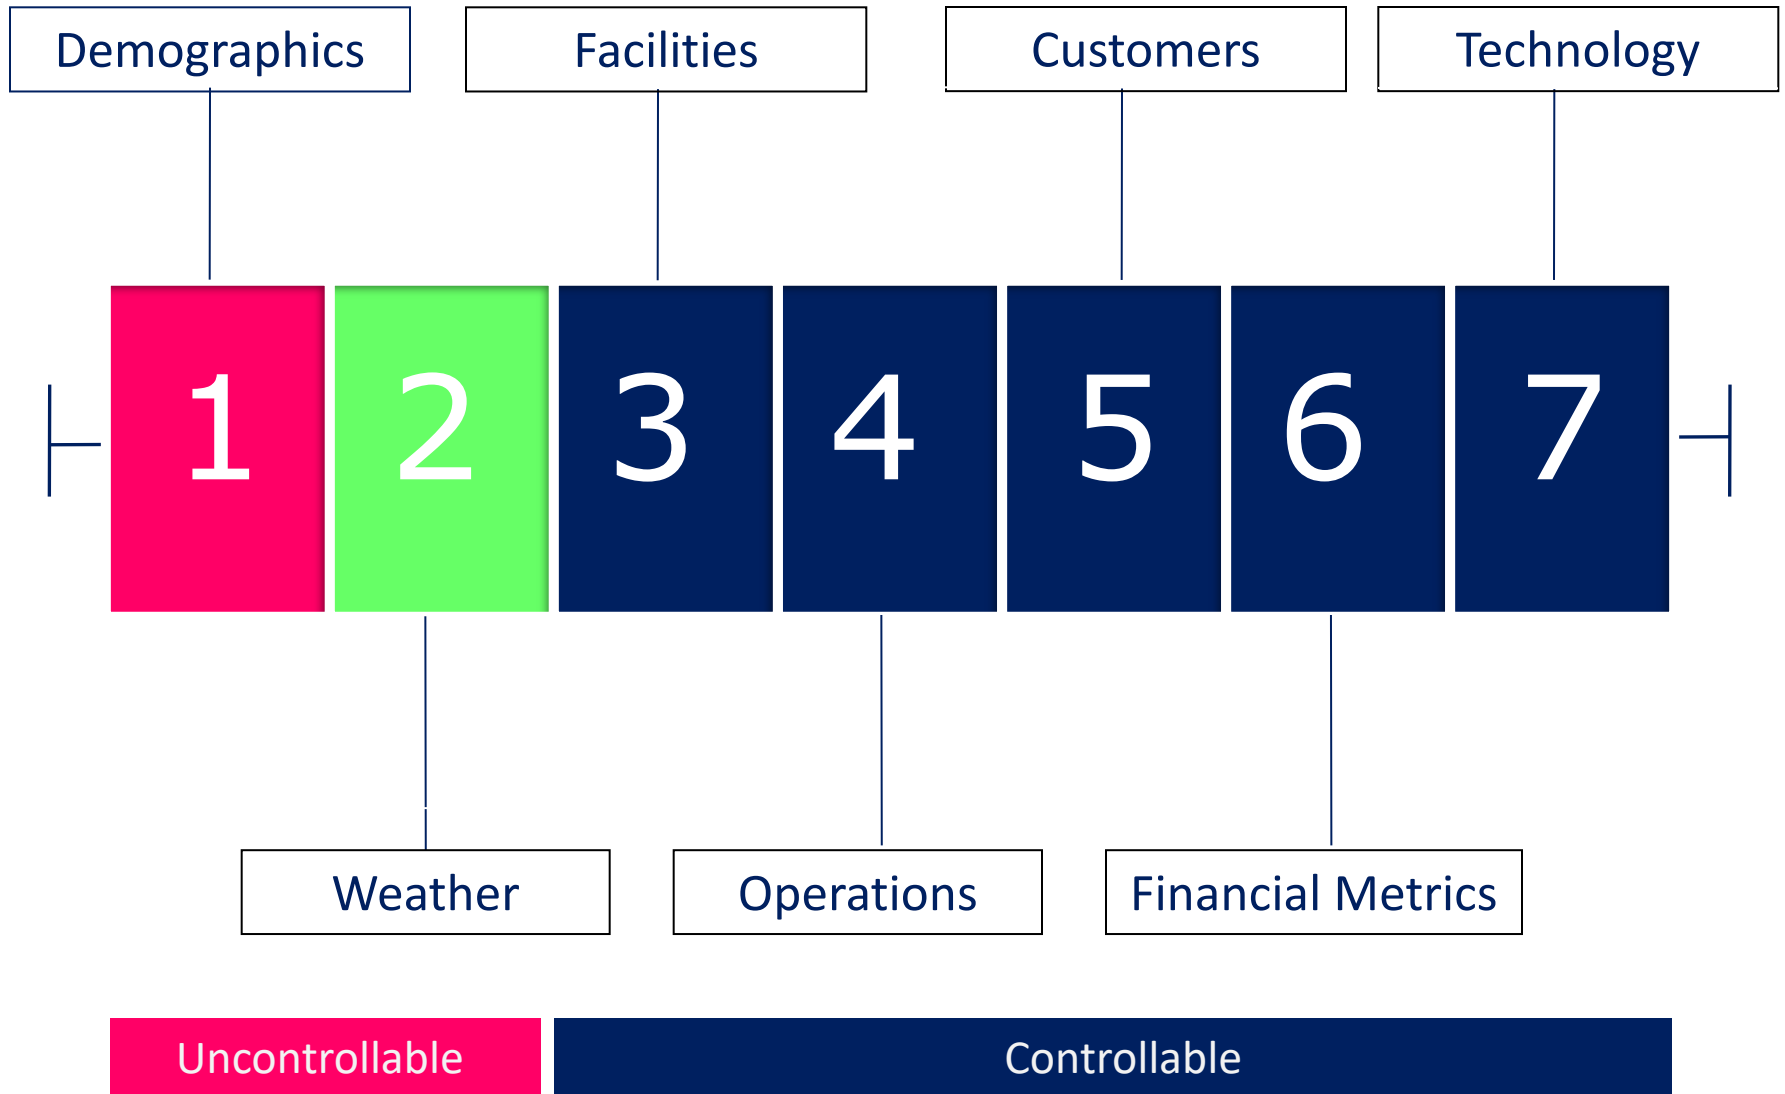 Demographics
Facilities
Customers
Technology
1
2
3
4
5
6
7
Weather
Operations
Financial Metrics
Uncontrollable
Controllable